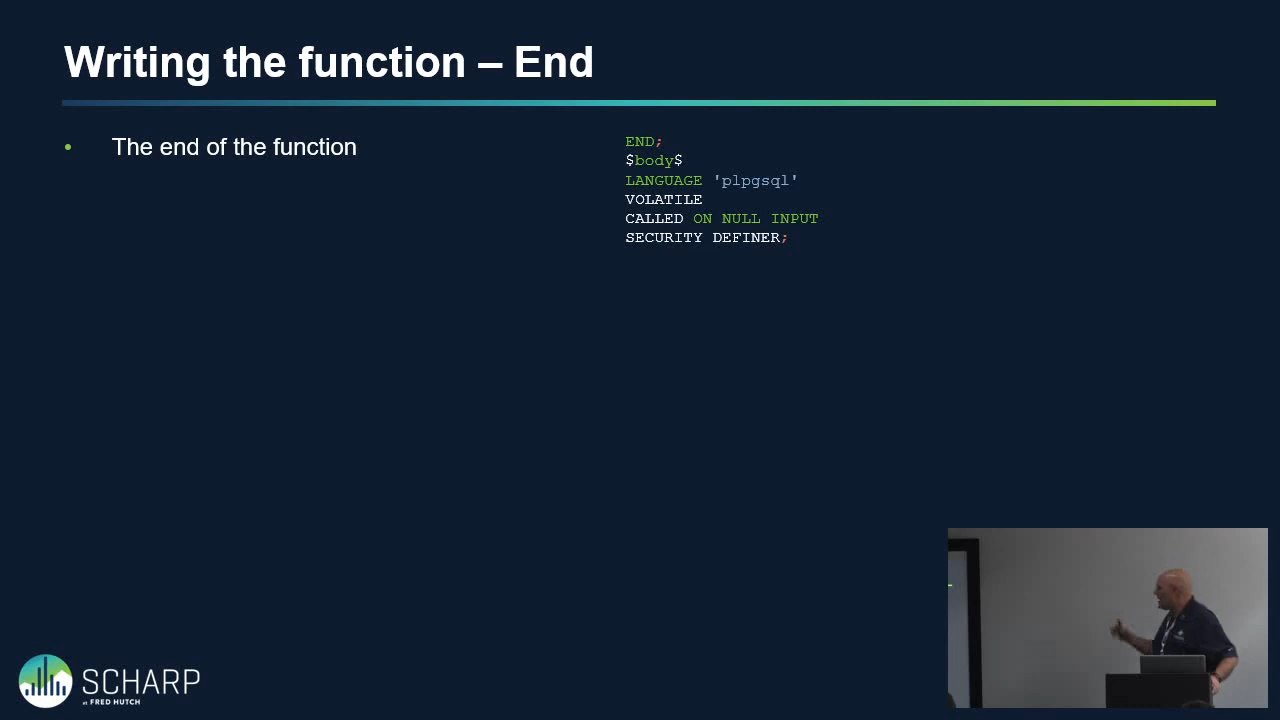 Writing the function – End
• The end of the function
END;
$body$
LANGUAGE 'plpgsql'
VOLATILE
CALLED ON NULL INPUT
SECURITY DEFINER;
SCHARP
at FRED HUTCH